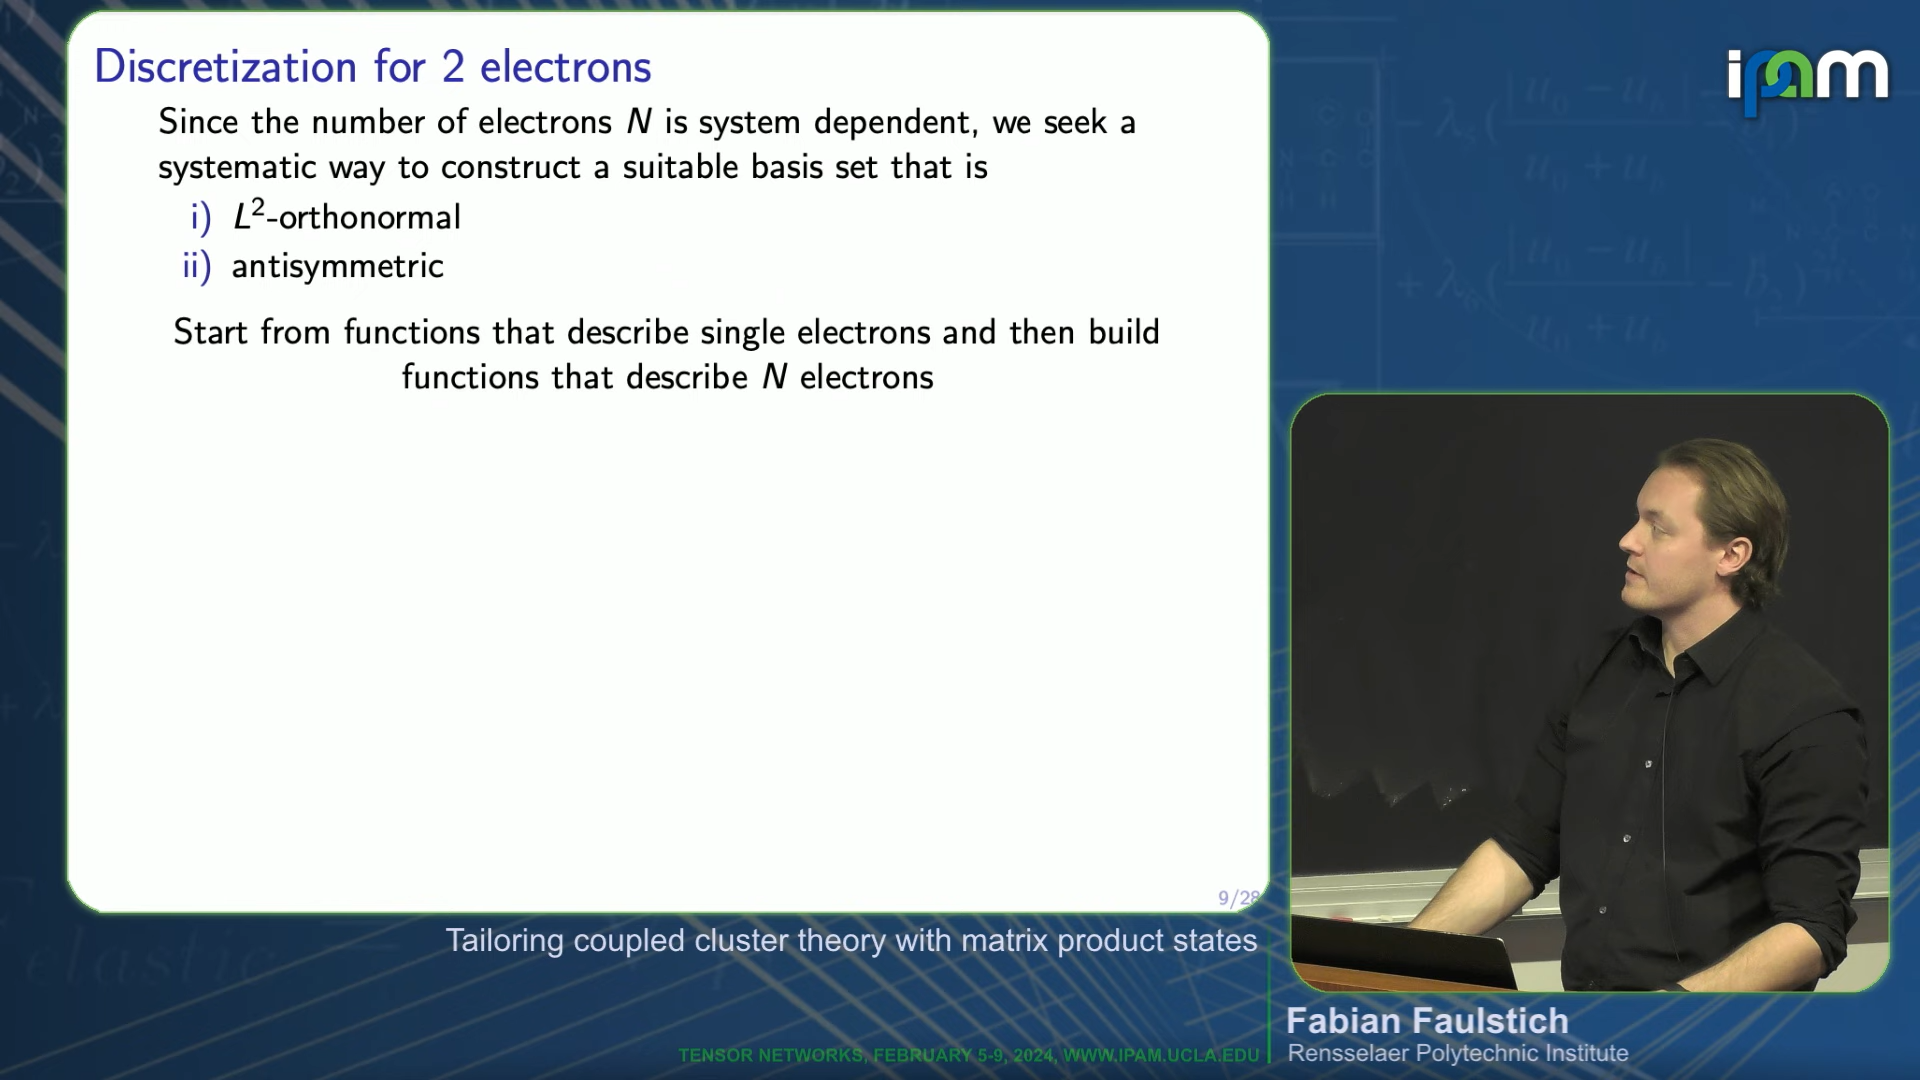 Discretization for 2 electrons
Since the number of electrons N is system dependent, we seek a
systematic way to construct a suitable basis set that is
i) L²-orthonormal
ii) antisymmetric
Start from functions that describe single electrons and then build
functions that describe N electrons
9/28
ipam
Tailoring coupled cluster theory with matrix product states
Fabian Faulstich
Rensselaer Polytechnic Institute
TENSOR NETWORKS, FEBRUARY 5-9, 2024, WWW.IPAM.UCLA.EDU
elastic